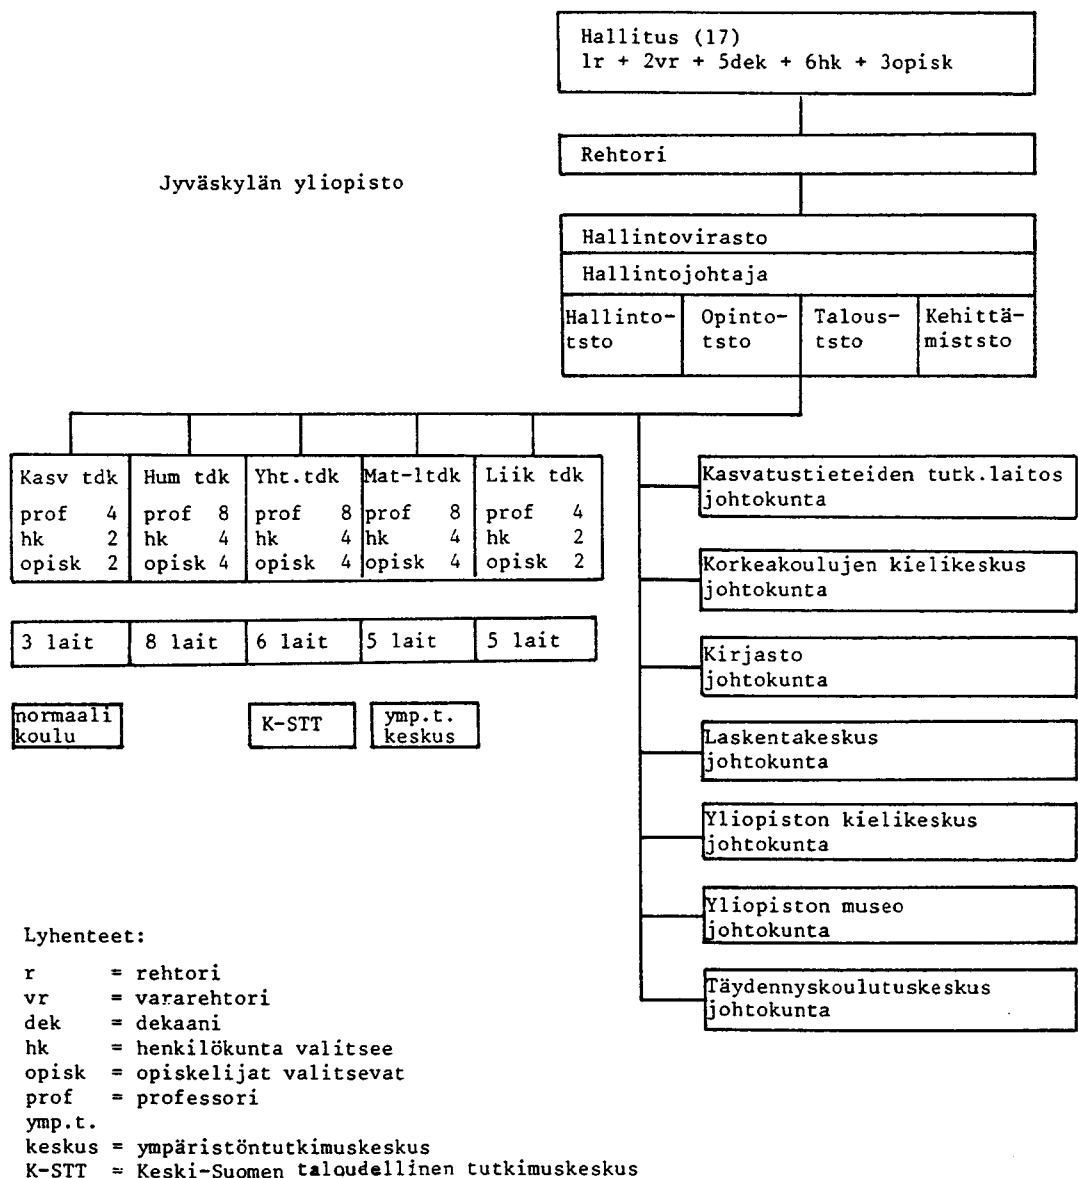 Hallitus (17)
1r + 2vr + 5dek + 6hk + 3opisk
Rehtori
Jyväskylän yliopisto
Hallintovirasto
Hallintojohtaja
Hallinto-
tsto
Opinto-
tsto
Talous-
tsto
Kehittä-
miststo
Kasv tdk
prof 4
hk 2
opisk 2
Hum tdk
prof 8
hk 4
opisk 4
Yht.tdk
prof 8
hk 4
opisk 4
Mat-ltdk
prof 8
hk 4
opisk 4
Liik tdk
prof 4
hk 2
opisk 2
3 lait
8 lait
6 lait
5 lait
5 lait
normaali
koulu
K-STT
ymp.t.
keskus
Kasvatustieteiden tutk.laitos
johtokunta
Korkeakoulujen kielikeskus
johtokunta
Kirjasto
johtokunta
Laskentakeskus
johtokunta
Yliopiston kielikeskus
johtokunta
Yliopiston museo
johtokunta
Täydennyskoulutuskeskus
johtokunta
Lyhenteet:
r = rehtori
vr = vararehtori
dek = dekaani
hk = henkilökunta valitsee
opisk = opiskelijat valitsevat
prof = professori
ymp.t.
keskus = ympäristöntutkimuskeskus
K-STT = Keski-Suomen taloudellinen tutkimuskeskus